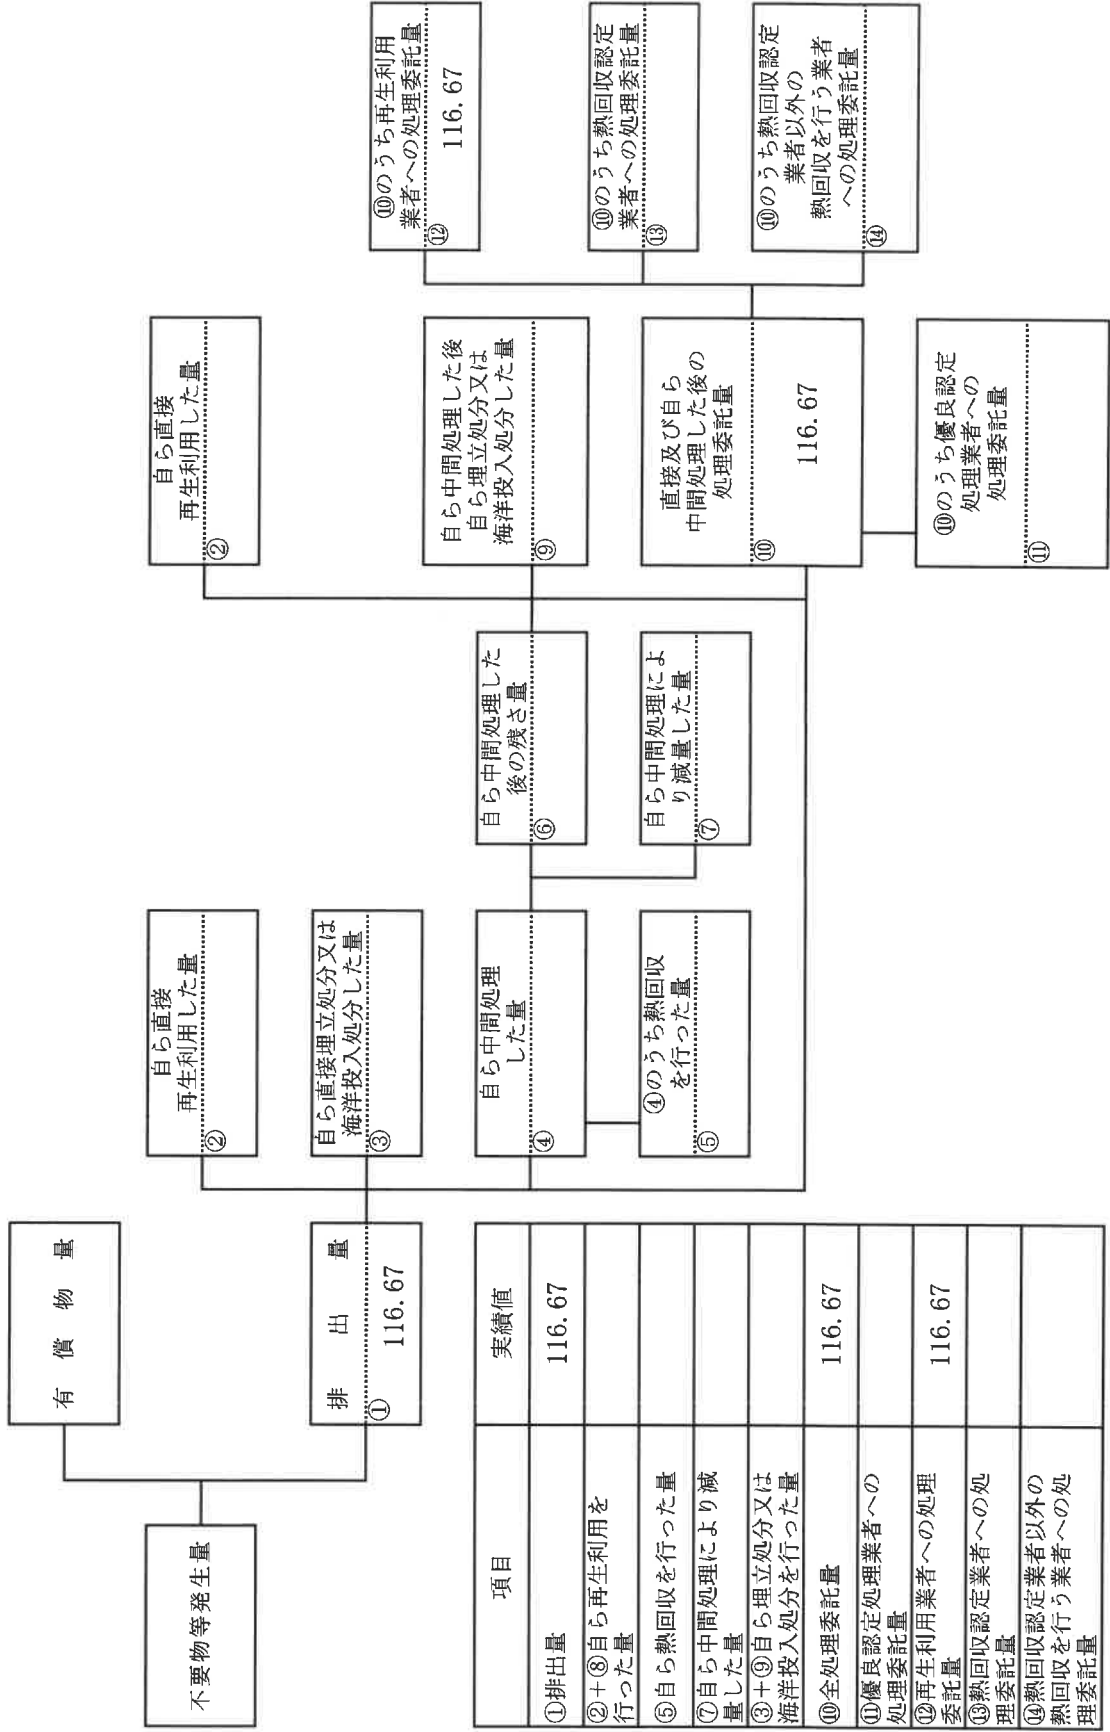 不要物等発生量
有償物量
排出量
①
116.67
自ら直接
再生利用した量
②
自ら直接埋立処分又は
海洋投入処分した量
③
自ら中間処理
した量
④
④のうち熱回収
を行った量
⑤
自ら中間処理した
後の残さ量
⑥
自ら中間処理によ
り減量した量
⑦
自ら直接
再生利用した量
②
自ら中間処理した後
自ら埋立処分又は
海洋投入処分した量
⑨
直接及び自ら
中間処理した後の
処理委託量
⑩
116.67
⑩のうち優良認定
処理業者への
処理委託量
⑪
⑩のうち再生利用
業者への処理委託量
⑫
116.67
⑩のうち熱回収認定
業者への処理委託量
⑬
⑩のうち熱回収認定
業者以外の
熱回収を行う業者
への処理委託量
⑭
項目 実績値
①排出量 116.67
②+⑧自ら再生利用を
行った量
⑤自ら熱回収を行った量
⑦自ら中間処理により減
量した量
③+⑨自ら埋立処分又は
海洋投入処分を行った量
⑩全処理委託量 116.67
⑪優良認定処理業者への
処理委託量
⑫再生利用業者への処理
委託量 116.67
⑬熱回収認定業者への処
理委託量
⑭熱回収認定業者以外の
熱回収を行う業者への処
理委託量